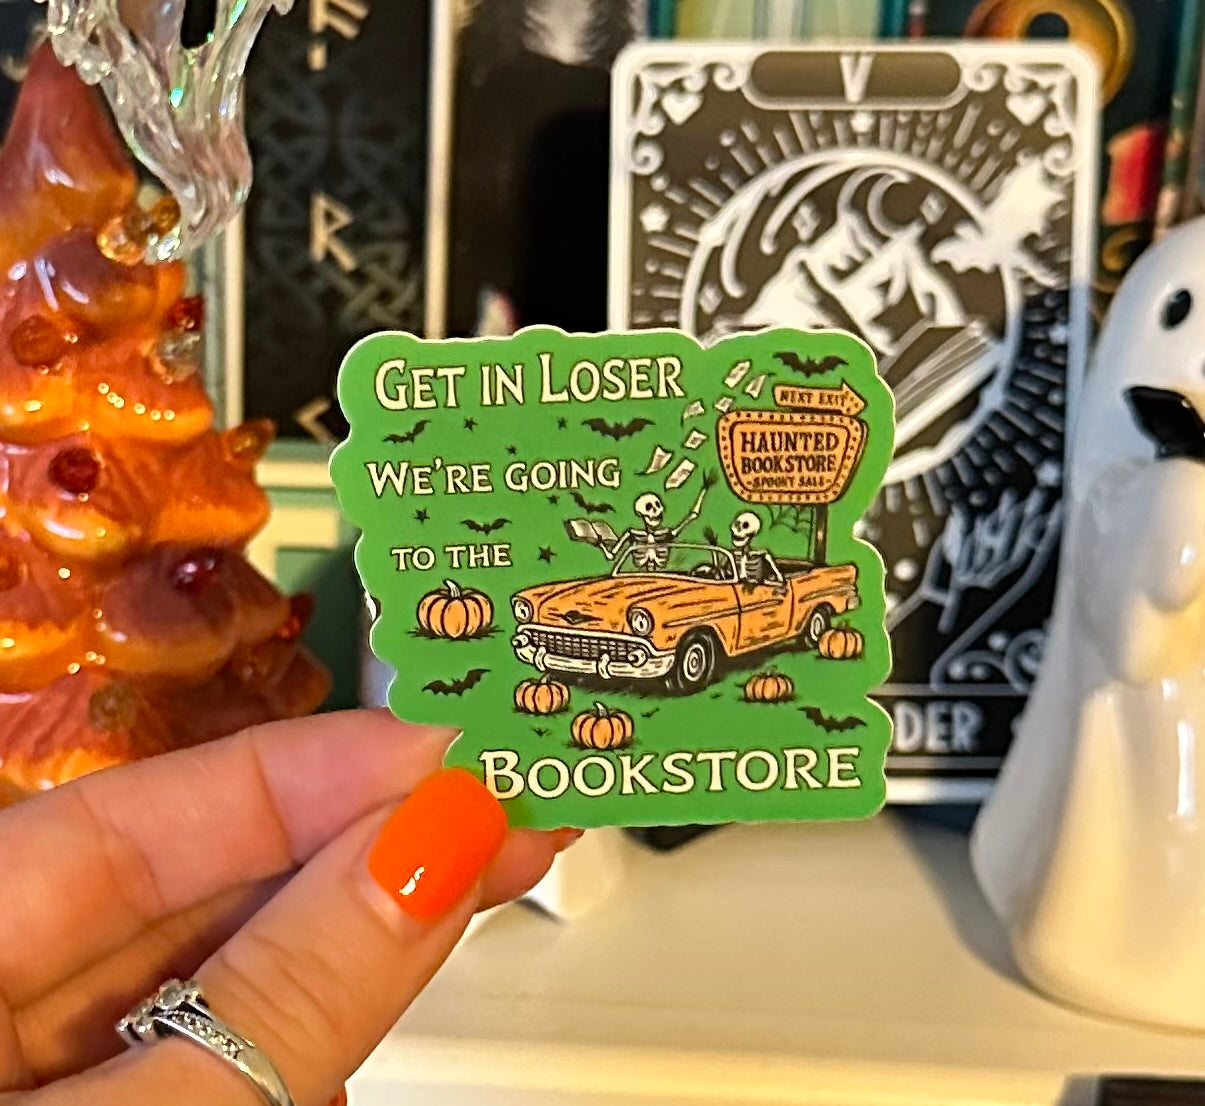 V
GET IN LOSER
NEXT EXIT
HAUNTED
BOOKSTORE
-SPOOKY SALE-
WE'RE GOING
TO THE
DER
BOOKSTORE